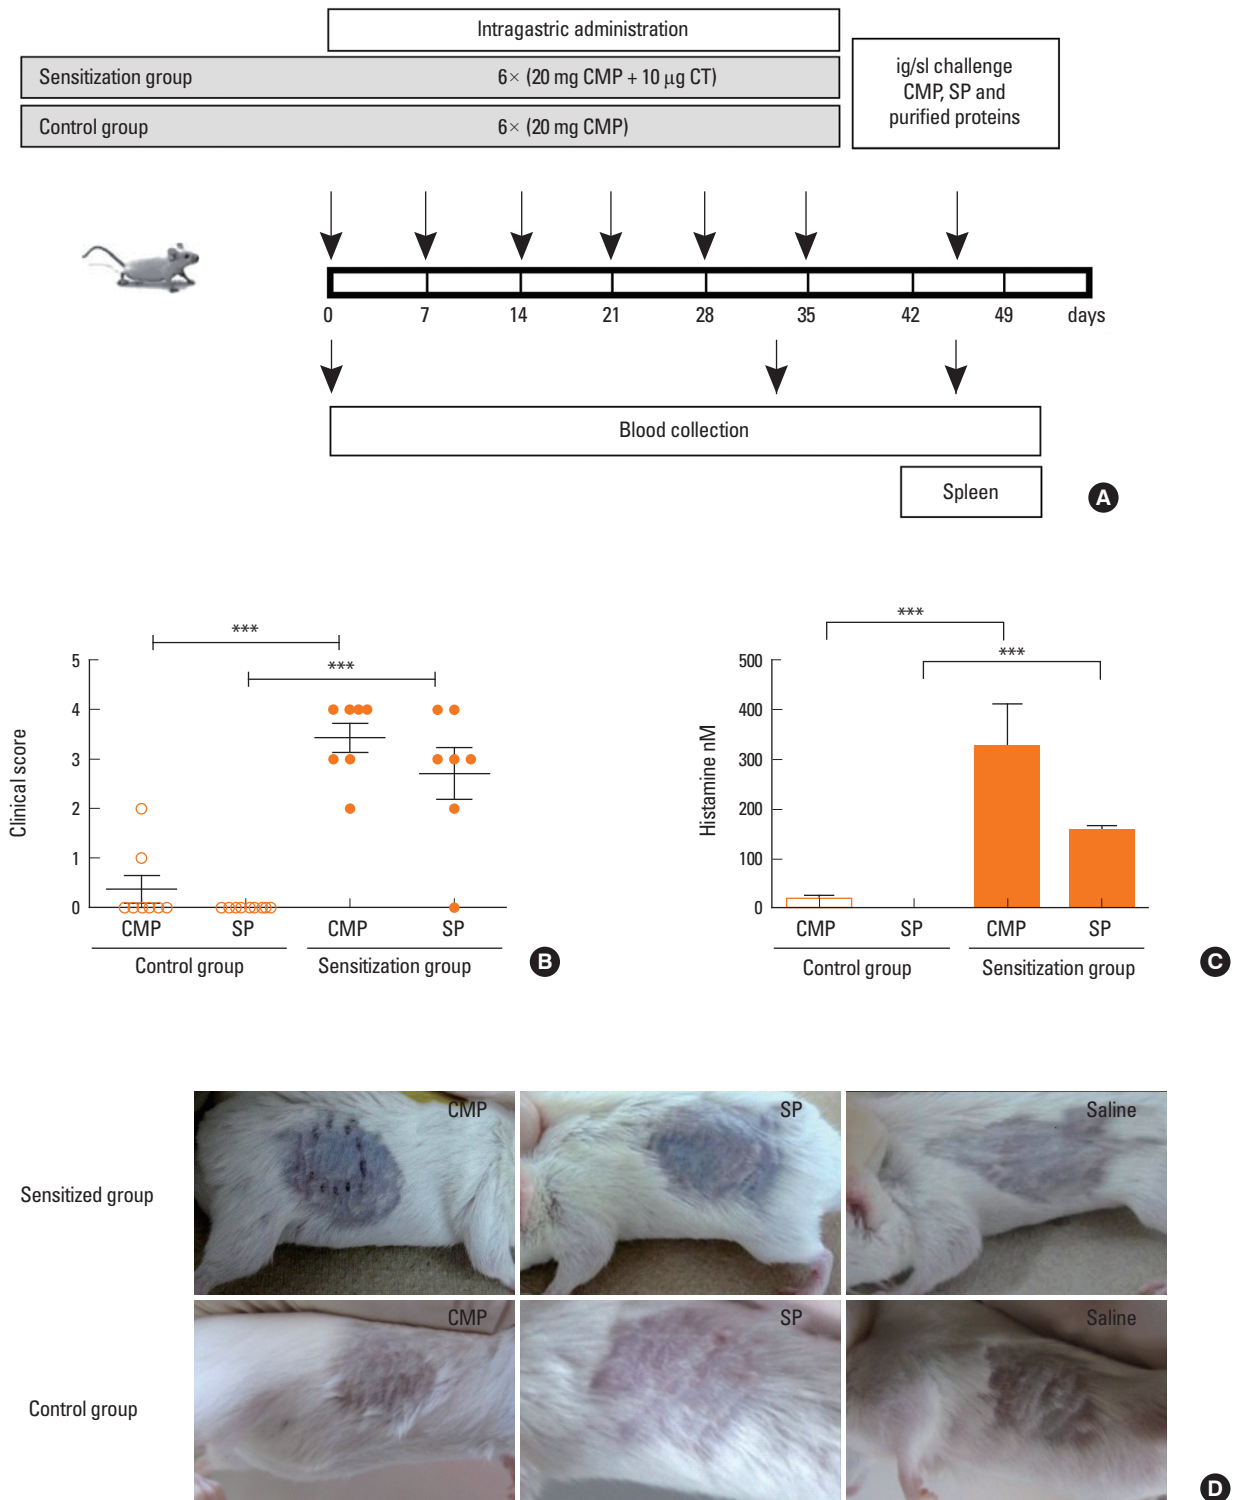 Intragastric administration
Sensitization group 6× (20 mg CMP + 10 μg CT)
Control group 6× (20 mg CMP)
ig/sl challenge
CMP, SP and
purified proteins
0 7 14 21 28 35 42 49 days
Blood collection
Spleen
A
***
***
5
4
3
2
1
0
Clinical score
CMP SP CMP SP
Control group Sensitization group
B
***
***
500
400
300
200
100
0
Histamine nM
CMP SP CMP SP
Control group Sensitization group
C
Sensitized group
CMP SP Saline
Control group
CMP SP Saline
D